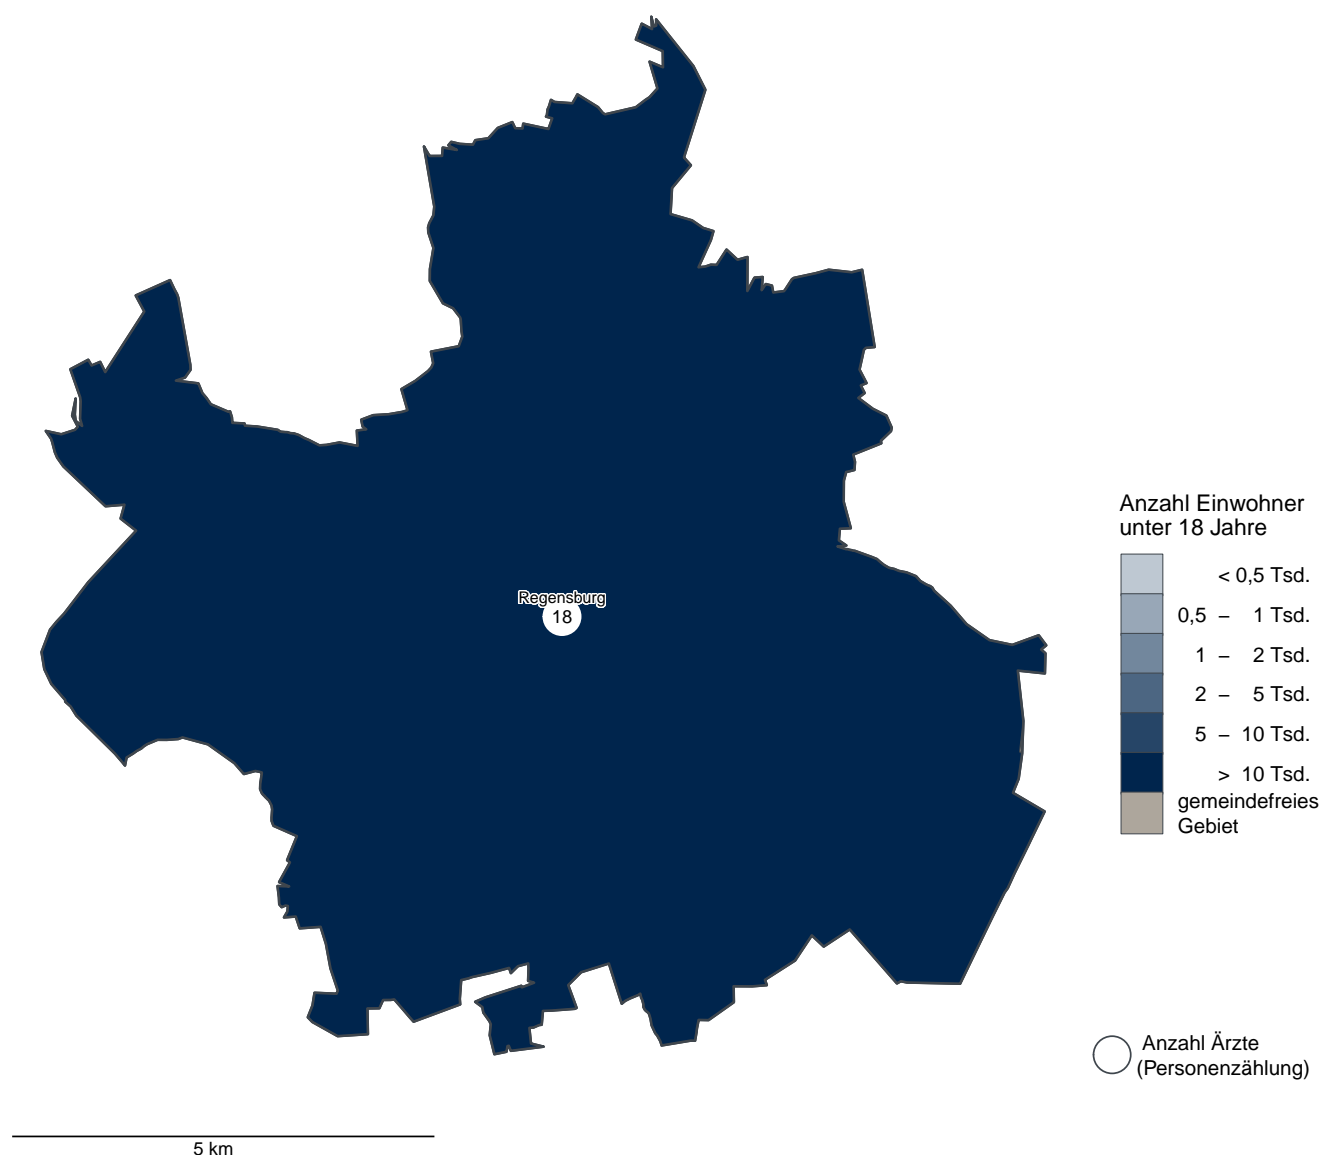 Regensburg
18
Anzahl Einwohner
unter 18 Jahre
< 0,5 Tsd.
0,5 – 1 Tsd.
1 – 2 Tsd.
2 – 5 Tsd.
5 – 10 Tsd.
> 10 Tsd.
gemeindefreies
Gebiet
Anzahl Ärzte
(Personenzählung)
5 km